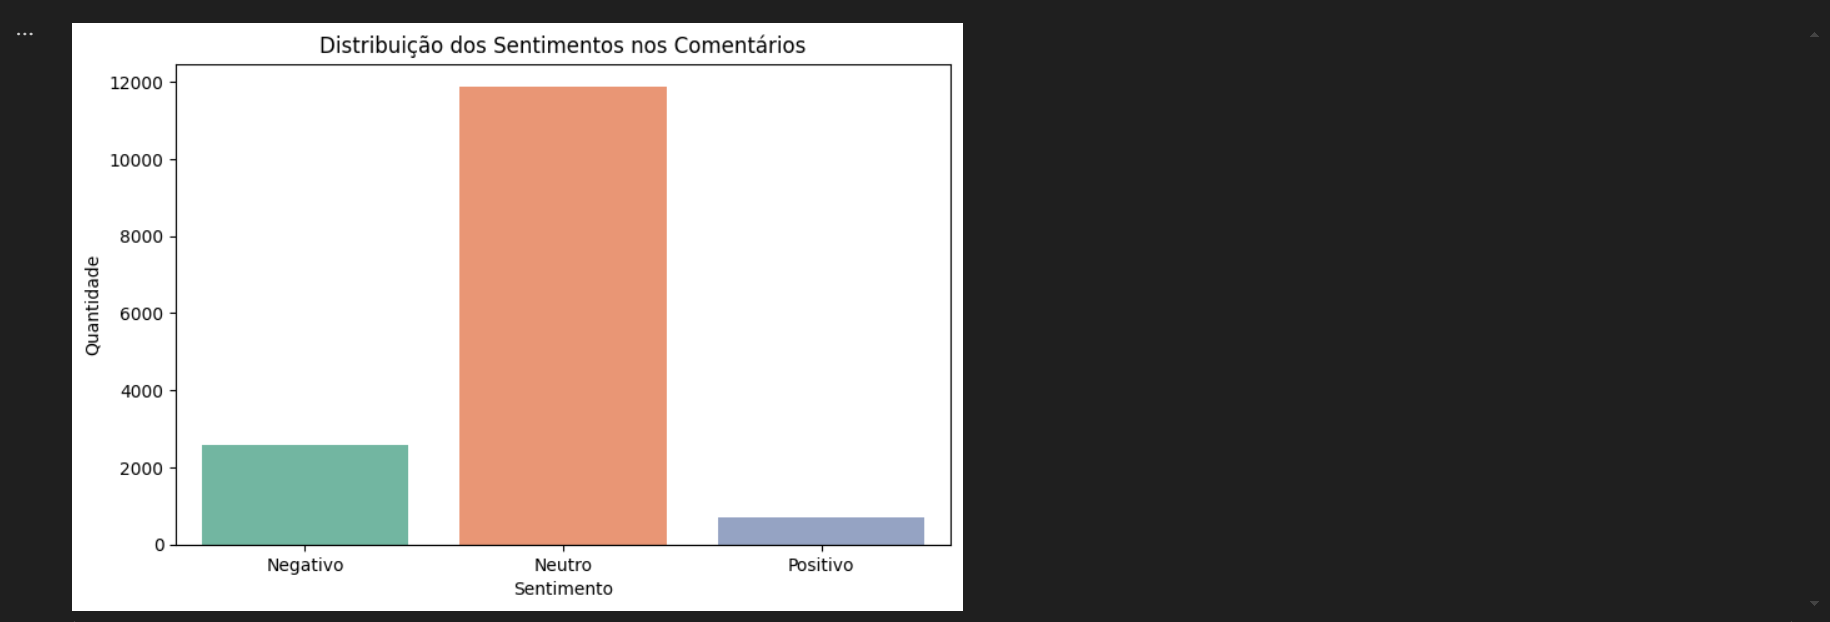 ...
Distribuição dos Sentimentos nos Comentários
12000
10000
8000
6000
4000
2000
0
Quantidade
Negativo Neutro Positivo
Sentimento